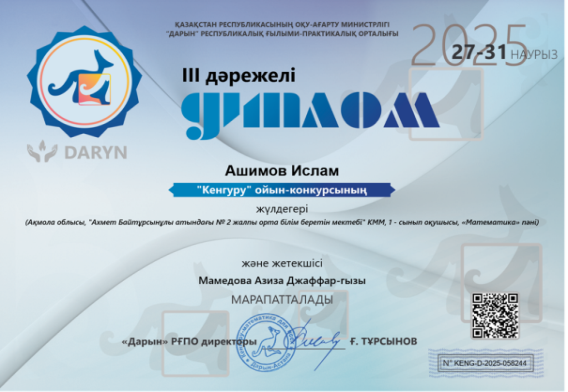 ҚАЗАҚСТАН РЕСПУБЛИКАСЫНЫҢ ОҚУ-АҒАРТУ МИНИСТРЛІГІ
"ДАРЫН" РЕСПУБЛИКАЛЫҚ ҒЫЛЫМИ-ПРАКТИКАЛЫҚ ОРТАЛЫҒЫ
2025
27-31 НАУРЫЗ
III дәрежелі
ДИПЛОМ
DARYN
Ашимов Ислам
"Кенгуру" ойын-конкурсының
жүлдегері
(Ақмола облысы, "Ахмет Байтұрсынұлы атындағы № 2 жалпы орта білім беретін мектебі" КММ, 1 - сынып оқушысы, «Математика» пәні)
және жетекшісі
Мамедова Азиза Джаффар-гызы
МАРАПАТТАЛАДЫ
«Дарын» РҒПО директоры
Ғ. ТҰРСЫНОВ
N° KENG-D-2025-058244